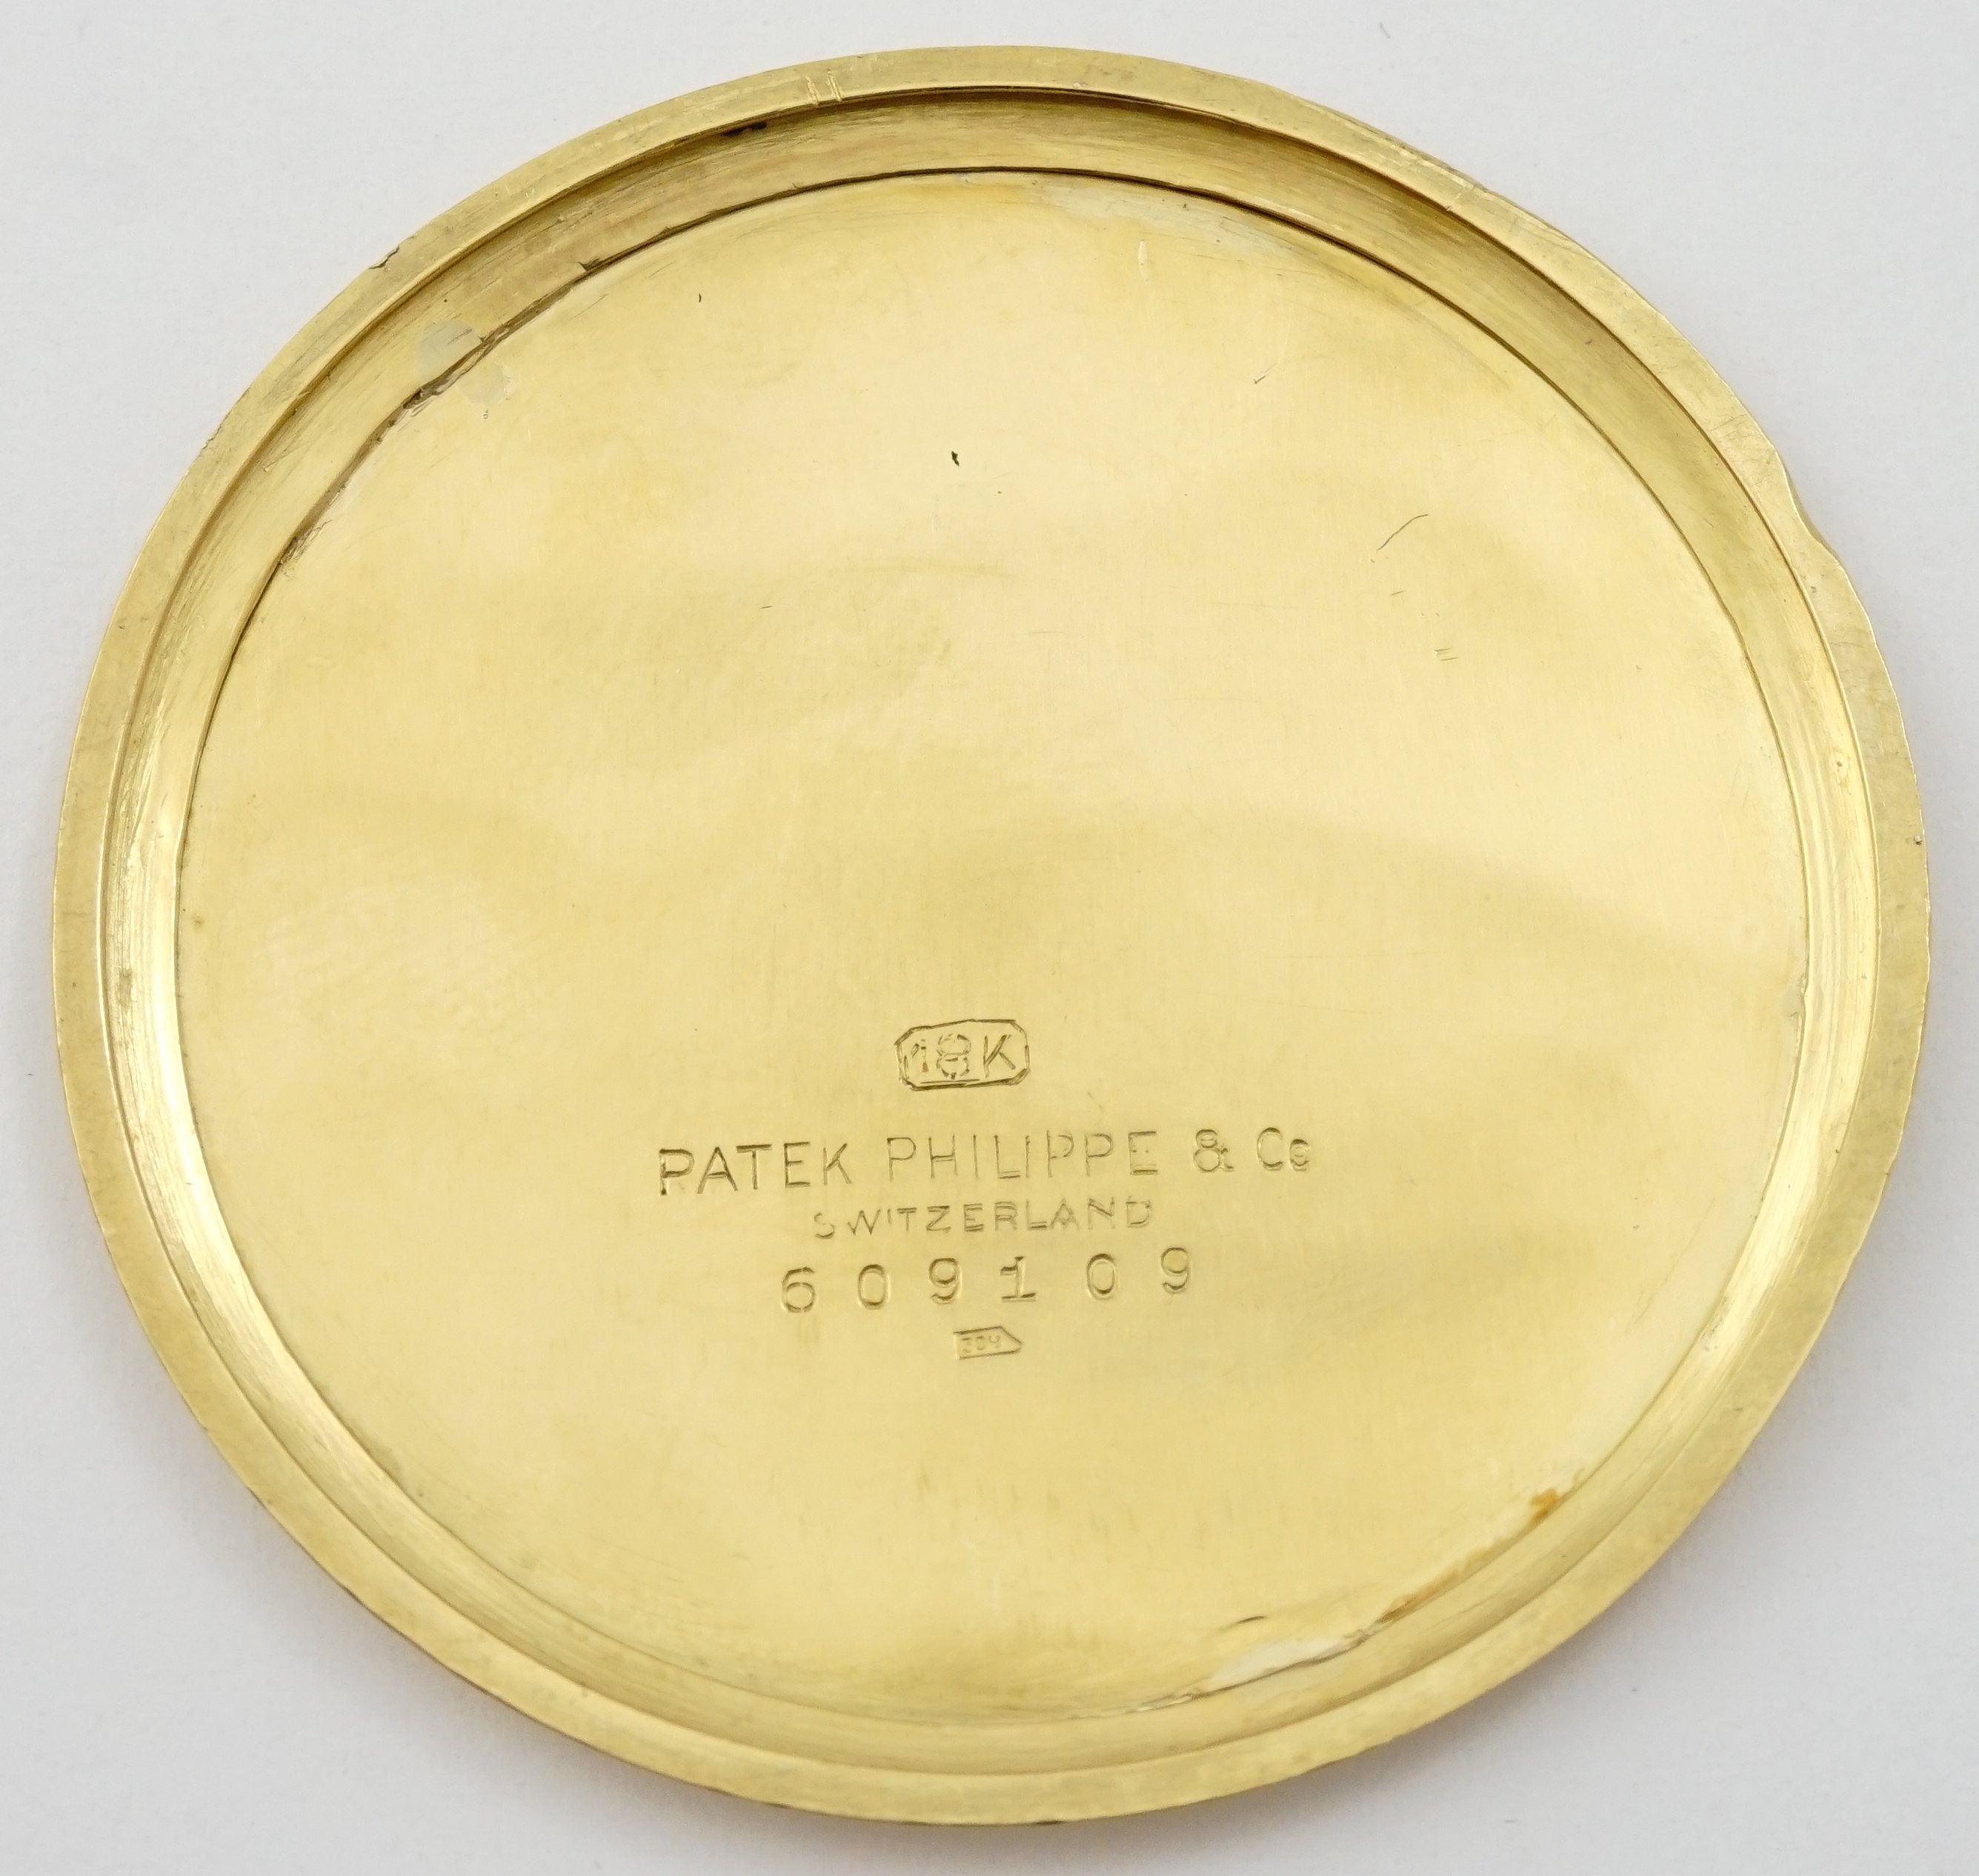 18K
PATEK PHILIPPE & Co
SWITZERLAND
609109